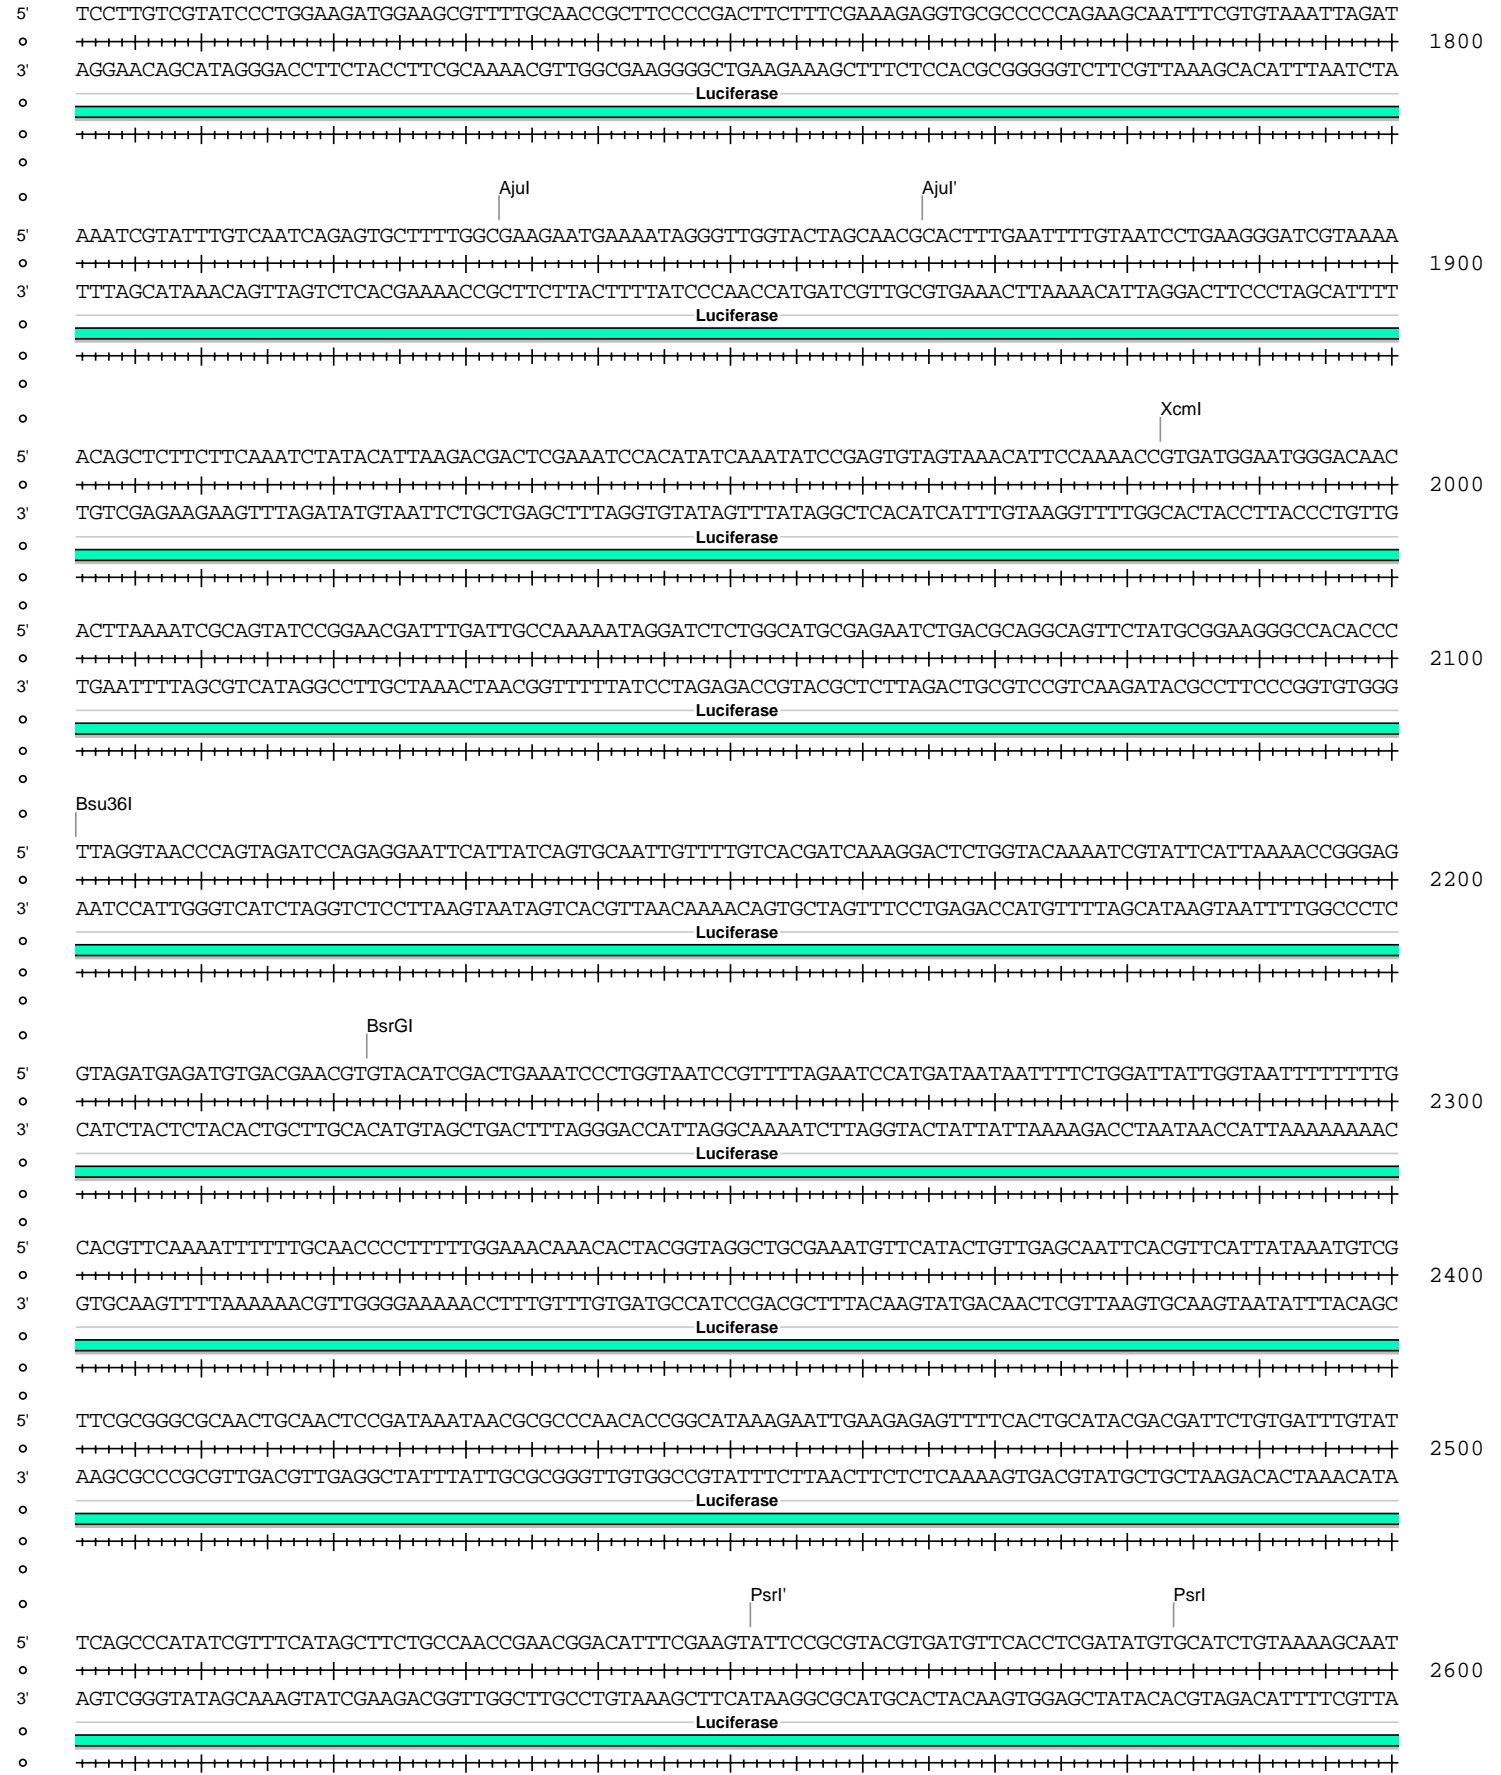 5' TCCTTGTCGTATCCCTGGAAGATGGAAGCGTTTTGCAACCGCTTCCCCGACTTCTTTCGAAAGAGGTGCGCCCCCAGAAGCAATTTCGTGTAAATTAGAT
1800
3' AGGAACAGCATAGGGACCTTCTACCTTCGCAAAACGTTGGCGAAGGGGCTGAAGAAAGCTTTCTCCACGCGGGGGTCTTCGTTAAAGCACATTTAATCTA
Luciferase
AjuI AjuI'
5' AAATCGTATTTGTCAATCAGAGTGCTTTTGGCGAAGAATGAAAATAGGGTTGGTACTAGCAACGCACTTTGAATTTTGTAATCCTGAAGGGATCGTAAAA
1900
3' TTTAGCATAAACAGTTAGTCTCACGAAAACCGCTTCTTACTTTTATCCCAACCATGATCGTTGCGTGAAACTTAAAACATTAGGACTTCCCTAGCATTTT
Luciferase
XcmI
5' ACAGCTCTTCTTCAAATCTATACATTAAGACGACTCGAAATCCACATATCAAATATCCGAGTGTAGTAAACATTCCAAAACCGTGATGGAATGGGACAAC
2000
3' TGTCGAGAAGAAGTTTAGATATGTAATTCTGCTGAGCTTTAGGTGTATAGTTTATAGGCTCACATCATTTGTAAGGTTTTGGCACTACCTTACCCTGTTG
Luciferase
5' ACTTAAAATCGCAGTATCCGGAACGATTTGATTGCCAAAAATAGGATCTCTGGCATGCGAGAATCTGACGCAGGCAGTTCTATGCGGAAGGGCCACACCC
2100
3' TGAATTTTAGCGTCATAGGCCTTGCTAAACTAACGGTTTTTATCCTAGAGACCGTACGCTCTTAGACTGCGTCCGTCAAGATACGCCTTCCCGGTGTGGG
Luciferase
Bsu36I
5' TTAGGTAACCCAGTAGATCCAGAGGAATTCATTATCAGTGCAATTGTTTTGTCACGATCAAAGGACTCTGGTACAAAATCGTATTCATTAAAACCGGGAG
2200
3' AATCCATTGGGTCATCTAGGTCTCCTTAAGTAATAGTCACGTTAACAAAACAGTGCTAGTTTCCTGAGACCATGTTTTAGCATAAGTAATTTTGGCCCTC
Luciferase
BsrGI
5' GTAGATGAGATGTGACGAACGTGTACATCGACTGAAATCCCTGGTAATCCGTTTTAGAATCCATGATAATAATTTTCTGGATTATTGGTAATTTTTTTTG
2300
3' CATCTACTCTACACTGCTTGCACATGTAGCTGACTTTAGGGACCATTAGGCAAAATCTTAGGTACTATTATTAAAAGACCTAATAACCATTAAAAAAAAC
Luciferase
5' CACGTTCAAAATTTTTTGCAACCCCTTTTTGGAAACAAACACTACGGTAGGCTGCGAAATGTTCATACTGTTGAGCAATTCACGTTCATTATAAATGTCG
2400
3' GTGCAAGTTTTAAAAAACGTTGGGGAAAAACCTTTGTTTGTGATGCCATCCGACGCTTTACAAGTATGACAACTCGTTAAGTGCAAGTAATATTTACAGC
Luciferase
5' TTCGCGGGCGCAACTGCAACTCCGATAAATAACGCGCCCAACACCGGCATAAAGAATTGAAGAGAGTTTTCACTGCATACGACGATTCTGTGATTTGTAT
2500
3' AAGCGCCCGCGTTGACGTTGAGGCTATTTATTGCGCGGGTTGTGGCCGTATTTCTTAACTTCTCTCAAAAGTGACGTATGCTGCTAAGACACTAAACATA
Luciferase
PsrI' PsrI
5' TCAGCCCATATCGTTTCATAGCTTCTGCCAACCGAACGGACATTTCGAAGTATTCCGCGTACGTGATGTTCACCTCGATATGTGCATCTGTAAAAGCAAT
2600
3' AGTCGGGTATAGCAAAGTATCGAAGACGGTTGGCTTGCCTGTAAAGCTTCATAAGGCGCATGCACTACAAGTGGAGCTATACACGTAGACATTTTCGTTA
Luciferase